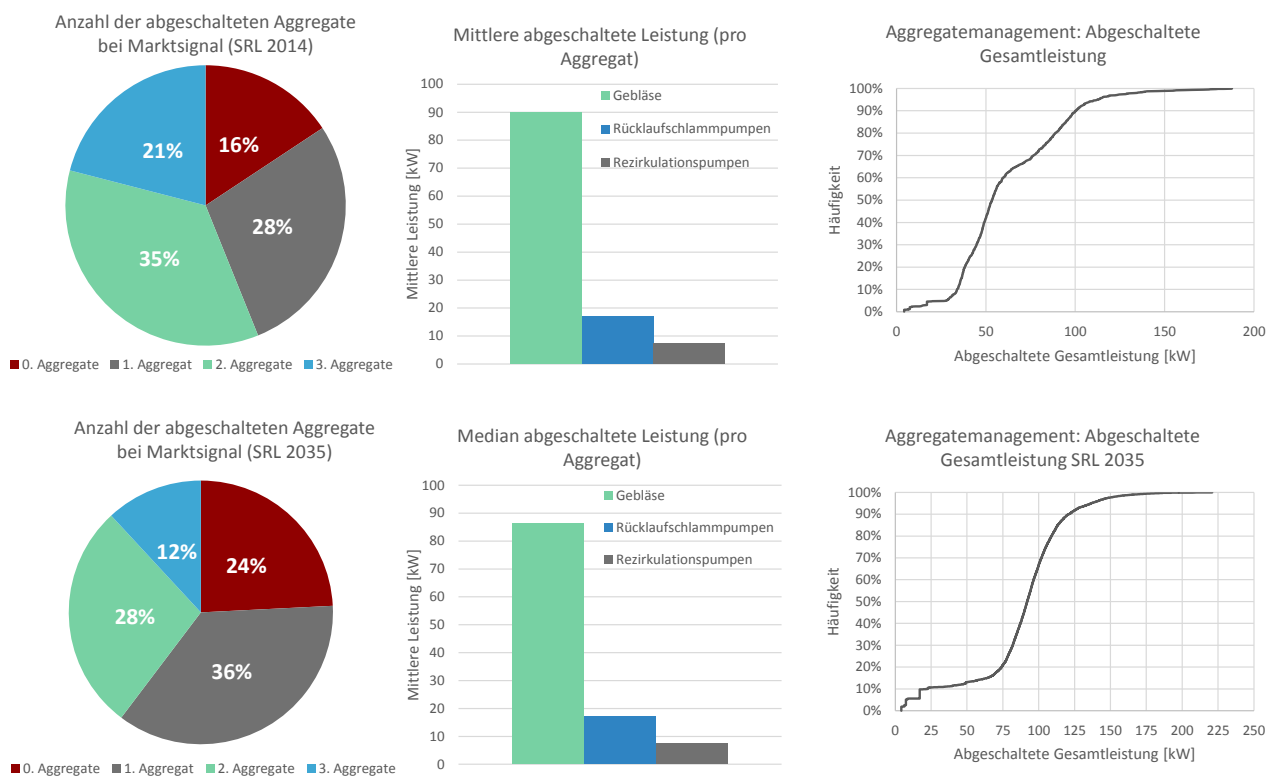 Anzahl der abgeschalteten Aggregate
bei Marktsignal (SRL 2014)
16%
28%
35%
21%
0. Aggregate 1. Aggregat 2. Aggregate 3. Aggregate
Mittlere abgeschaltete Leistung (pro
Aggregat)
Mittlere Leistung [kW]
100
90
80
70
60
50
40
30
20
10
0
Gebläse
Rücklaufschlammpumpen
Rezirkulationspumpen
Aggregatemanagement: Abgeschaltete
Gesamtleistung
Häufigkeit
100%
90%
80%
70%
60%
50%
40%
30%
20%
10%
0%
0 50 100 150 200
Abgeschaltete Gesamtleistung [kW]
Anzahl der abgeschalteten Aggregate
bei Marktsignal (SRL 2035)
24%
36%
28%
12%
0. Aggregate 1. Aggregat 2. Aggregate 3. Aggregate
Median abgeschaltete Leistung (pro
Aggregat)
Mittlere Leistung [kW]
100
90
80
70
60
50
40
30
20
10
0
Gebläse
Rücklaufschlammpumpen
Rezirkulationspumpen
Aggregatemanagement: Abgeschaltete
Gesamtleistung SRL 2035
Häufigkeit
100%
90%
80%
70%
60%
50%
40%
30%
20%
10%
0%
0 25 50 75 100 125 150 175 200 225 250
Abgeschaltete Gesamtleistung [kW]